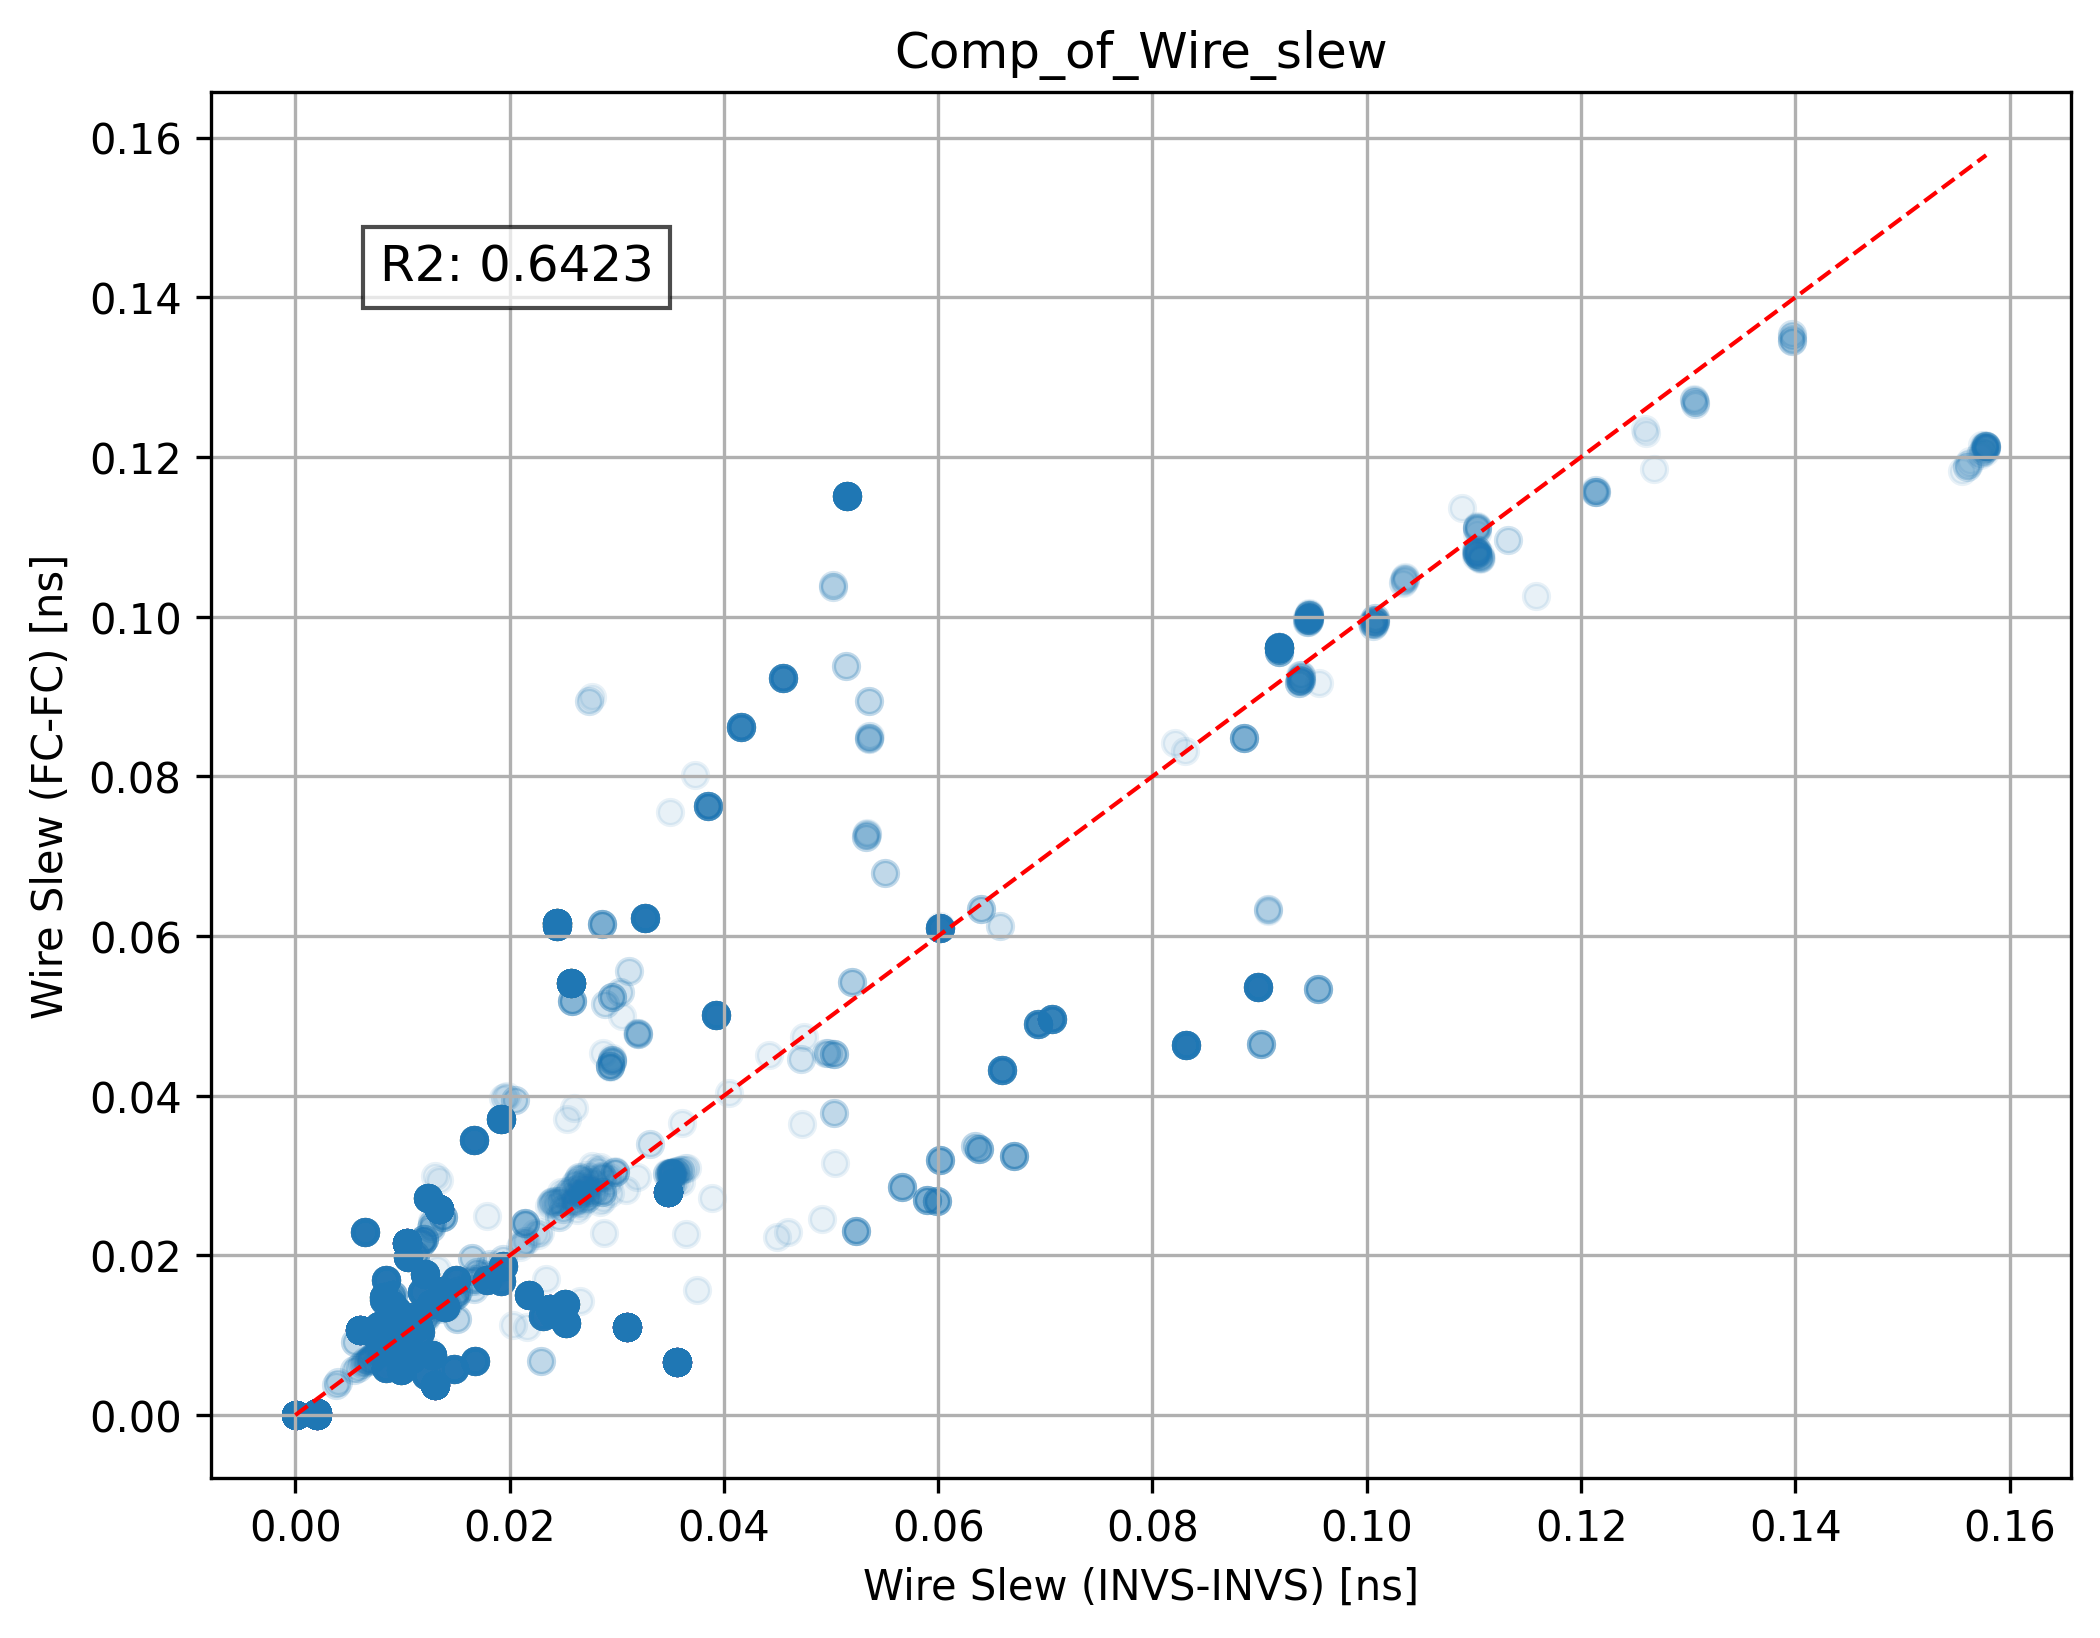 Comp_of_Wire_slew
R2: 0.6423
Wire Slew (FC-FC) [ns]
0.16
0.14
0.12
0.10
0.08
0.06
0.04
0.02
0.00
0.00 0.02 0.04 0.06 0.08 0.10 0.12 0.14 0.16
Wire Slew (INVS-INVS) [ns]